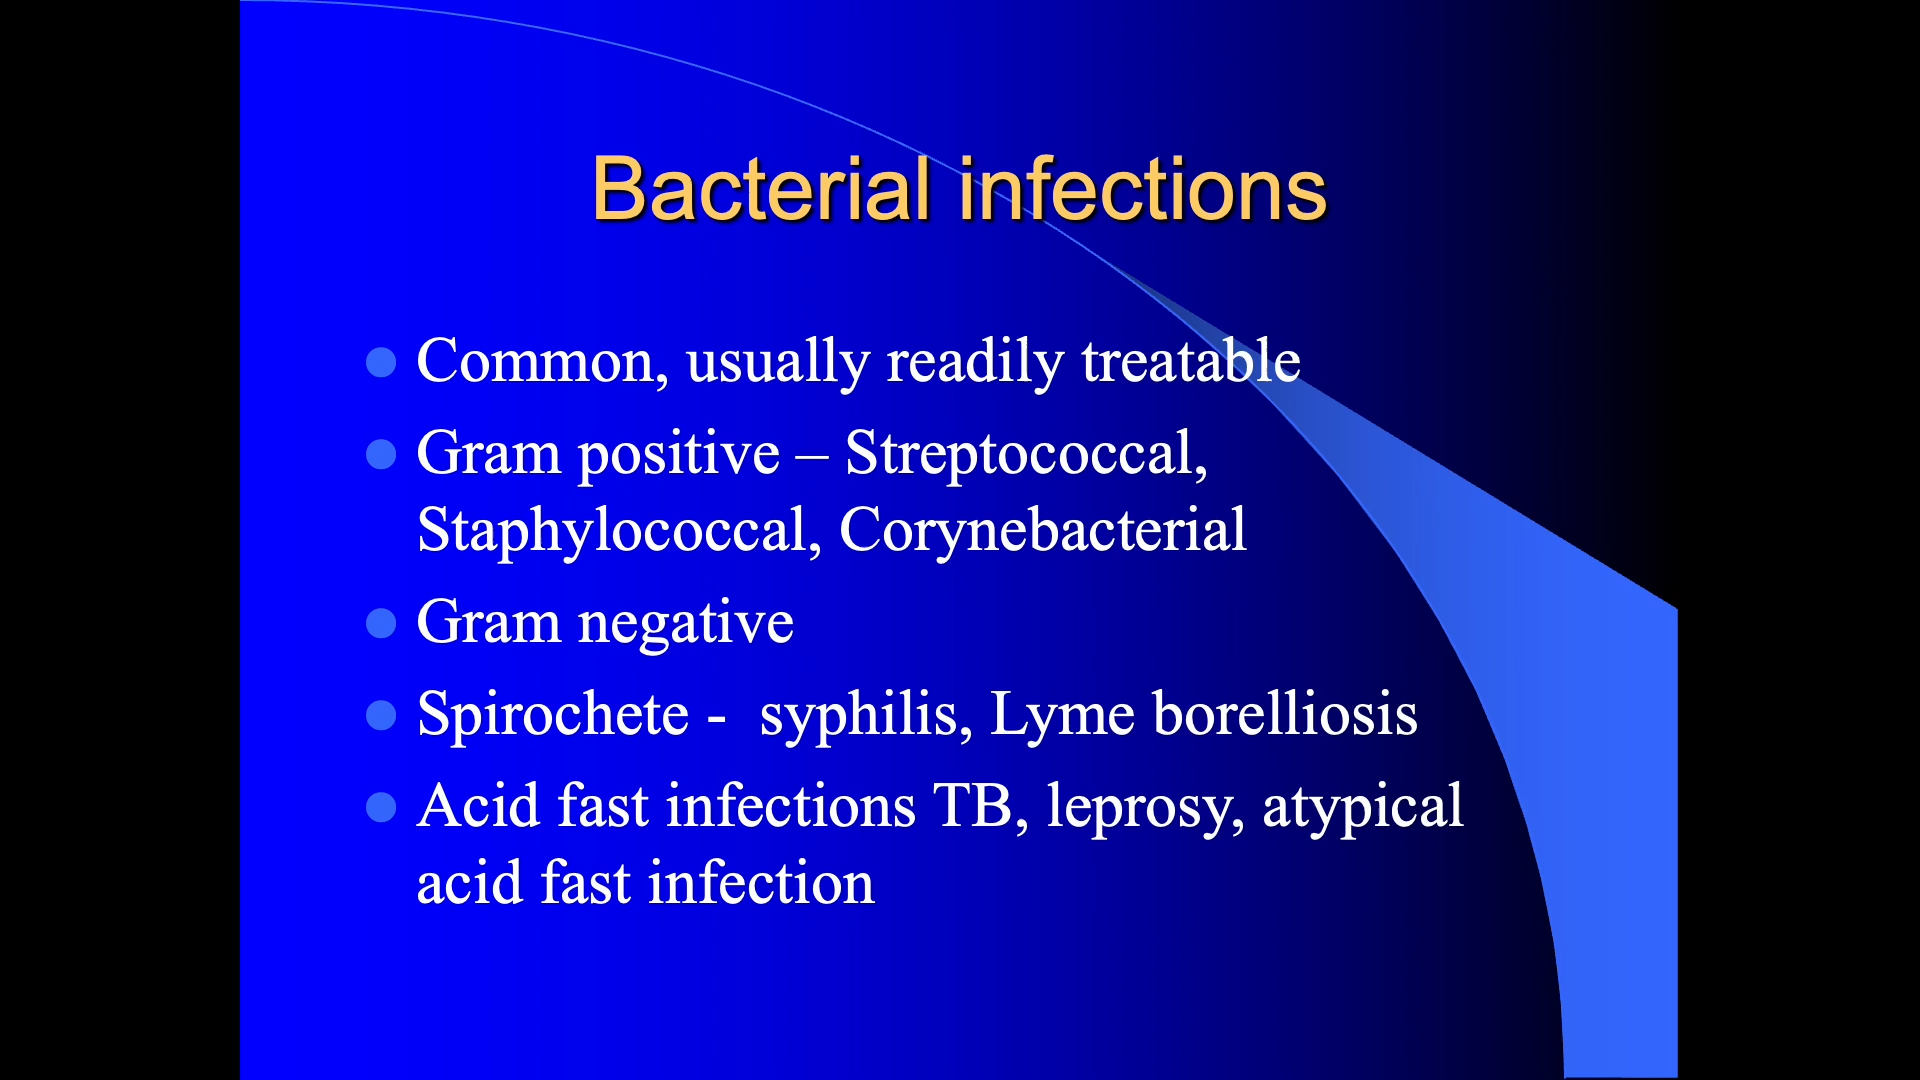 Bacterial infections
Common, usually readily treatable
Gram positive – Streptococcal,
Staphylococcal, Corynebacterial
Gram negative
Spirochete -  syphilis, Lyme borelliosis
Acid fast infections TB, leprosy, atypical
acid fast infection